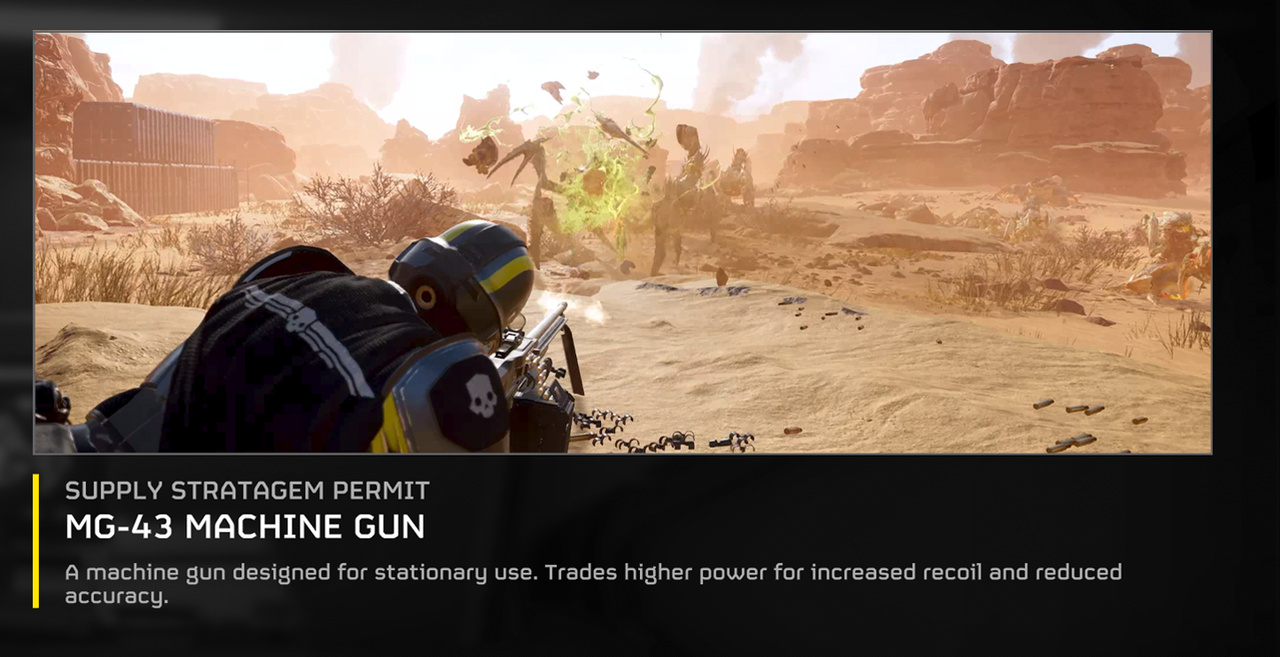 SUPPLY STRATAGEM PERMIT
MG-43 MACHINE GUN
A machine gun designed for stationary use. Trades higher power for increased recoil and reduced
accuracy.